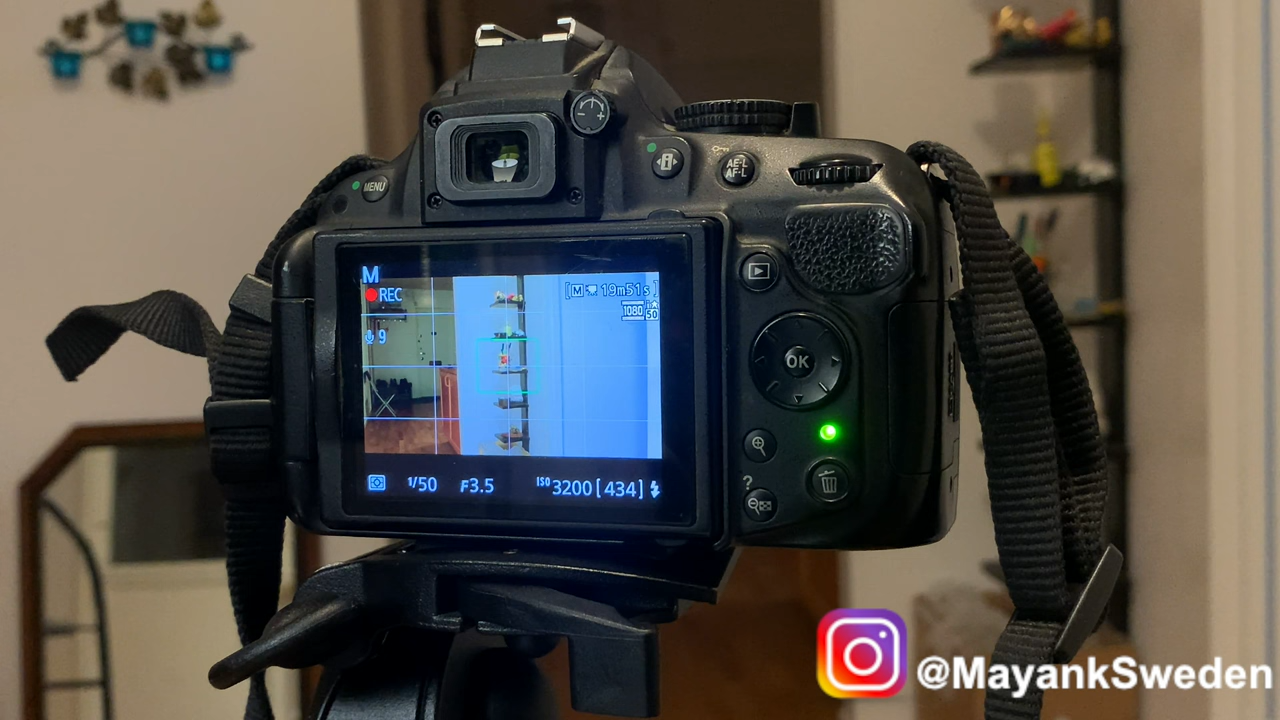 MENU
AE-L
AF-L
M
REC
[M 19m51s]
1080 50
9
OK
1/50 F3.5 ISO 3200 [434]
?
@MayankSweden